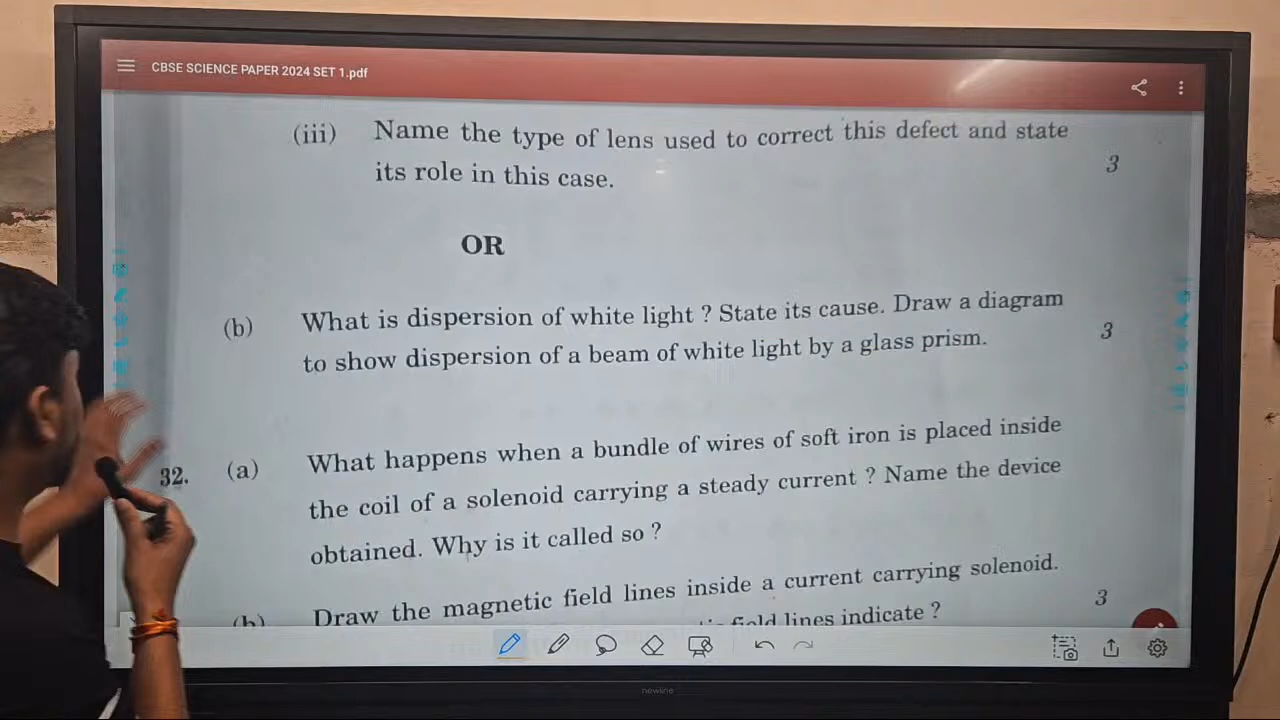 CBSE SCIENCE PAPER 2024 SET 1.pdf
(iii) Name the type of lens used to correct this defect and state
its role in this case. 3
OR
(b) What is dispersion of white light ? State its cause. Draw a diagram
to show dispersion of a beam of white light by a glass prism. 3
32. (a) What happens when a bundle of wires of soft iron is placed inside
the coil of a solenoid carrying a steady current ? Name the device
obtained. Why is it called so ?
(b) Draw the magnetic field lines inside a current carrying solenoid.
field lines indicate ? 3
newline